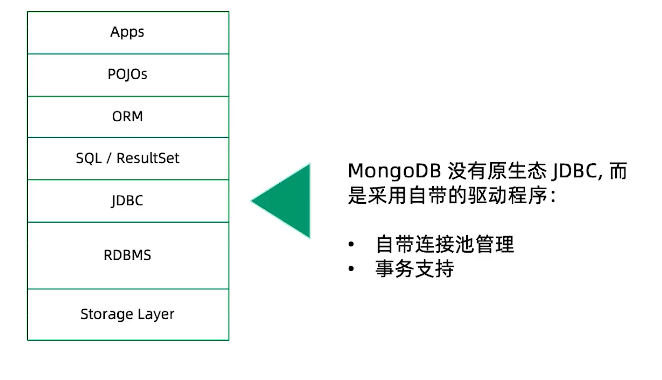 Apps
POJOs
ORM
SQL / ResultSet
JDBC
RDBMS
Storage Layer
MongoDB 没有原生态 JDBC, 而
是采用自带的驱动程序：
• 自带连接池管理
• 事务支持